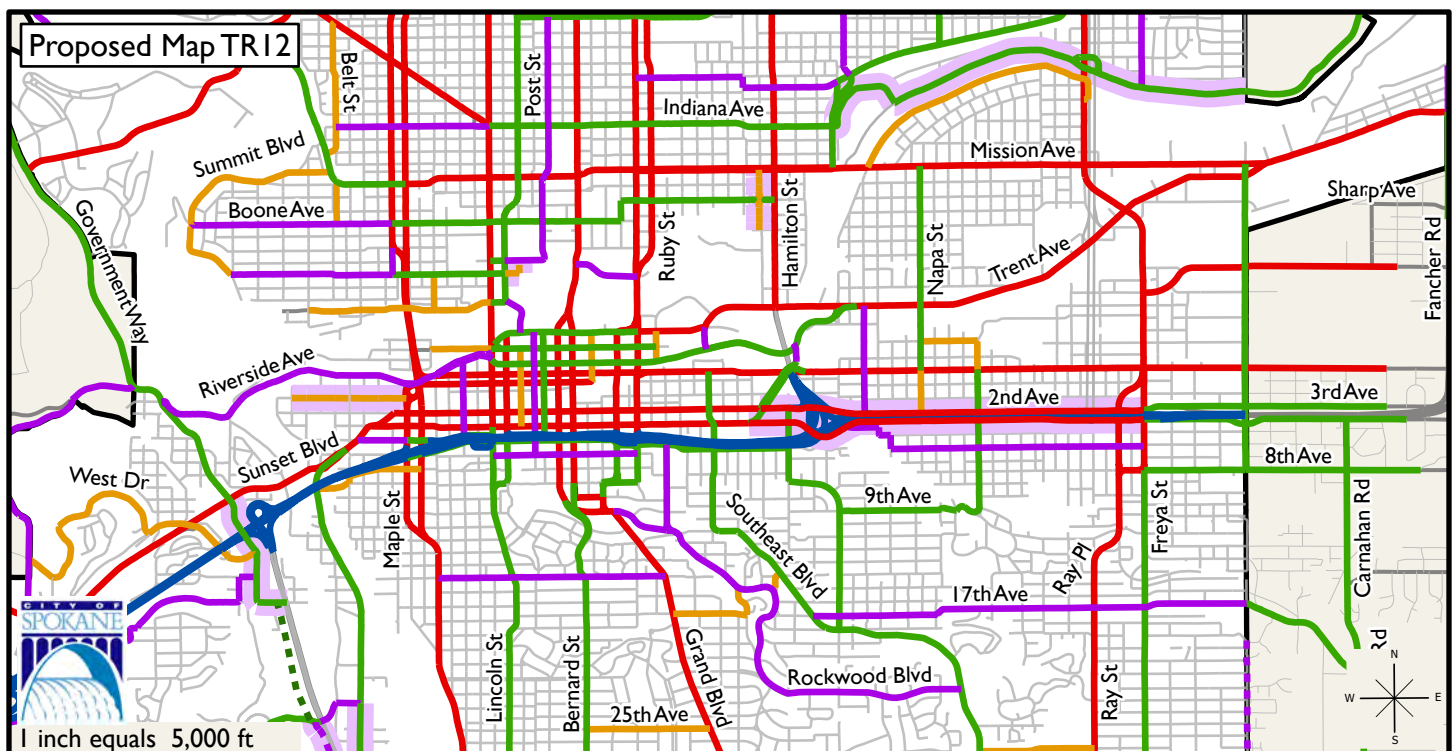 Proposed Map TR12
Belt St
Post St
Indiana Ave
Summit Blvd
Mission Ave
Sharp Ave
Boone Ave
Government Way
Ruby St
Hamilton St
Napa St
Trent Ave
Fancher Rd
Riverside Ave
2nd Ave
3rd Ave
Sunset Blvd
8th Ave
West Dr
Maple St
9th Ave
Southeast Blvd
Freya St
Carnahan Rd
Ray Pl
17th Ave
CITY OF
SPOKANE
Lincoln St
Bernard St
Grand Blvd
Rockwood Blvd
Ray St
Rd
25th Ave
N
W
E
S
1 inch equals 5,000 ft